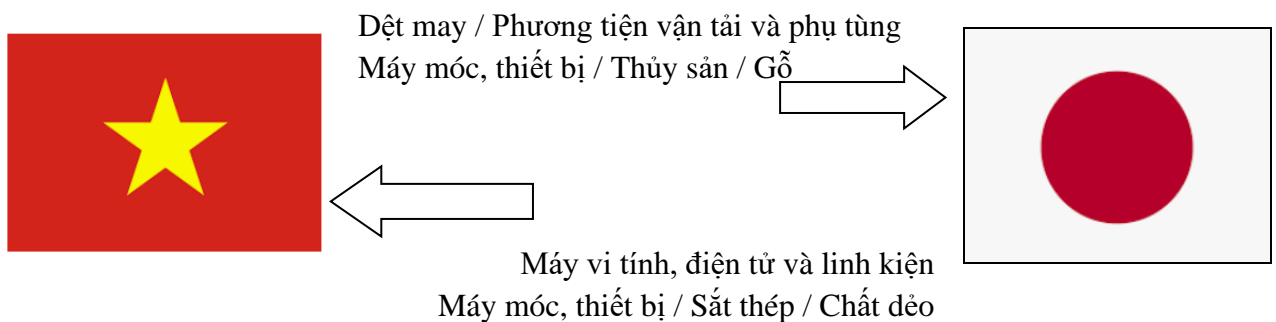 Dệt may / Phương tiện vận tải và phụ tùng
Máy móc, thiết bị / Thủy sản / Gỗ
Máy vi tính, điện tử và linh kiện
Máy móc, thiết bị / Sắt thép / Chất dẻo